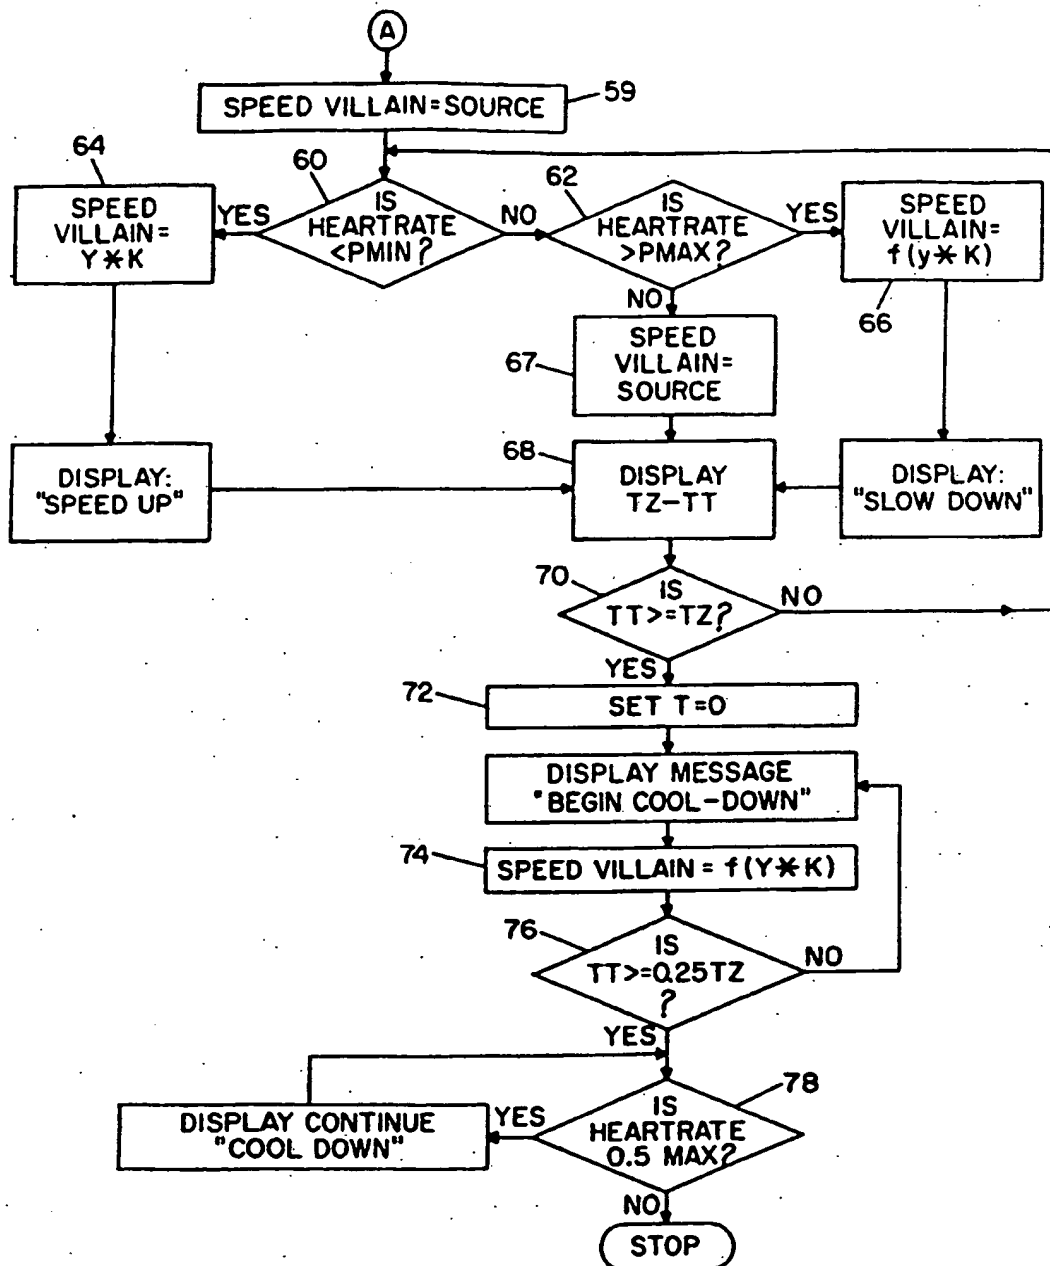 A
SPEED VILLAIN=SOURCE
59
64
60
62
SPEED
VILLAIN=
Y*K
YES
IS
HEARTRATE
<PMIN?
NO
IS
HEARTRATE
>PMAX?
YES
SPEED
VILLAIN=
f(y*K)
66
NO
67
SPEED
VILLAIN=
SOURCE
68
DISPLAY:
"SPEED UP"
DISPLAY
TZ-TT
DISPLAY:
"SLOW DOWN"
70
IS
TT>=TZ?
NO
YES
72
SET T=0
DISPLAY MESSAGE
"BEGIN COOL-DOWN"
74
SPEED VILLAIN = f(Y*K)
76
IS
TT>=0.25TZ
?
NO
YES
78
DISPLAY CONTINUE
"COOL DOWN"
YES
IS
HEARTRATE
0.5 MAX?
NO
STOP